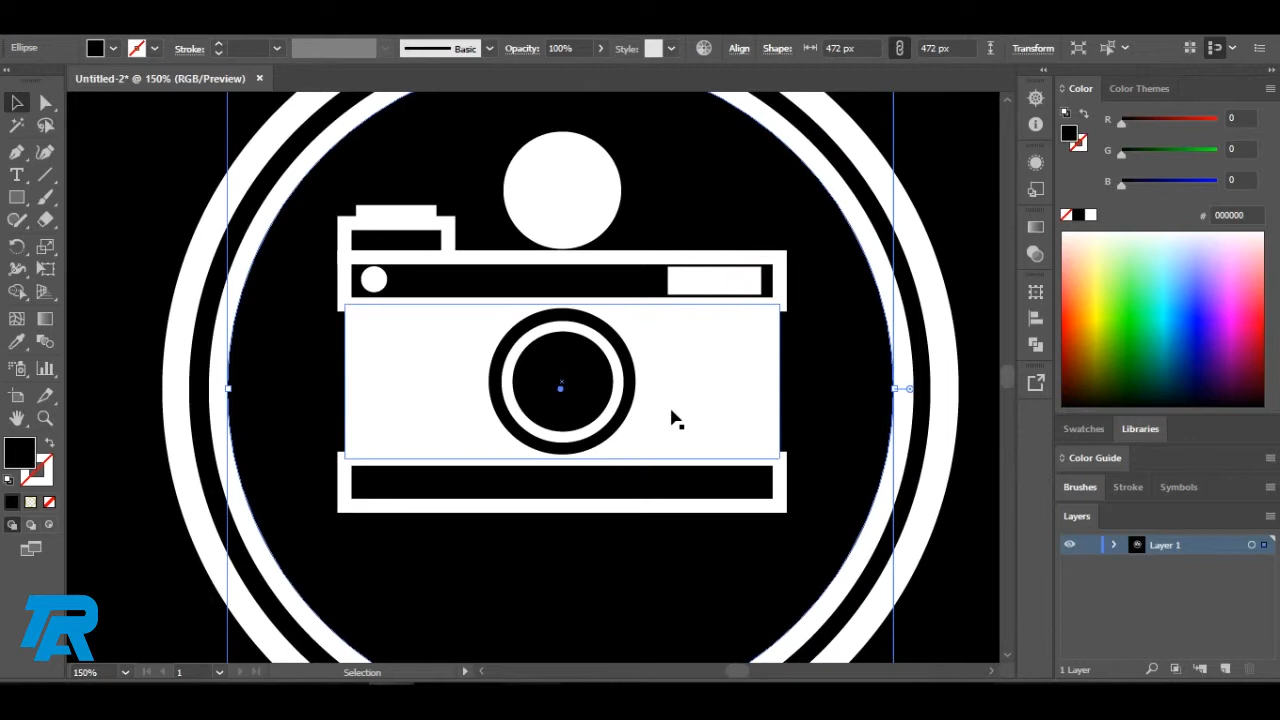 Ellipse Stroke: Basic Opacity: 100% Style: Align Shape: 472 px 472 px Transform
Untitled-2* @ 150% (RGB/Preview) ×
Color Color Themes
R 0
G 0
B 0
# 000000
Swatches Libraries
Color Guide
Brushes Stroke Symbols
Layers
Layer 1
TR
150% 1 Selection 1 Layer